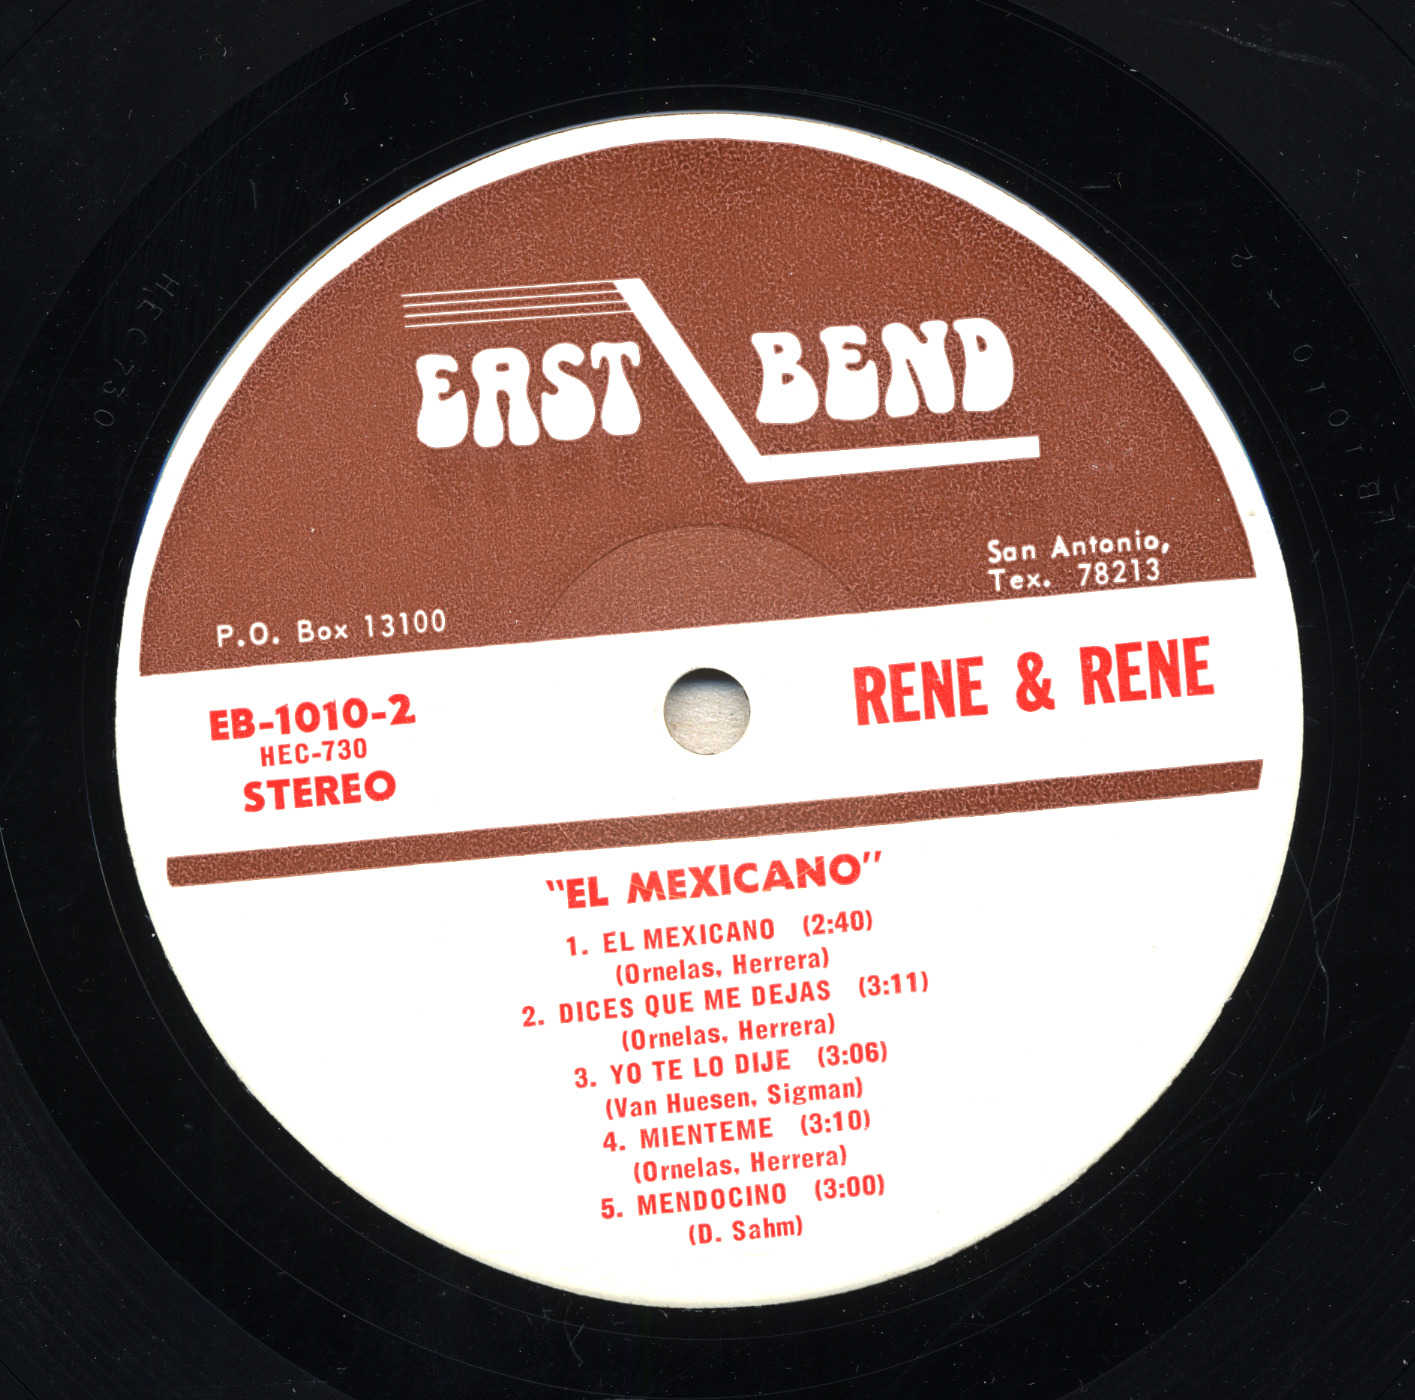 EAST BEND
San Antonio,
Tex. 78213
P.O. Box 13100
RENE & RENE
EB-1010-2
HEC-730
STEREO
"EL MEXICANO"
1. EL MEXICANO (2:40)
(Ornelas, Herrera)
2. DICES QUE ME DEJAS (3:11)
(Ornelas, Herrera)
3. YO TE LO DIJE (3:06)
(Van Huesen, Sigman)
4. MIENTEME (3:10)
(Ornelas, Herrera)
5. MENDOCINO (3:00)
(D. Sahm)
HEC730